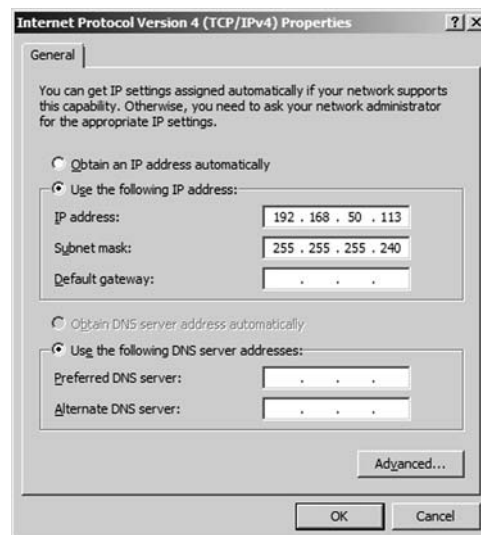 Internet Protocol Version 4 (TCP/IPv4) Properties ? X
General
You can get IP settings assigned automatically if your network supports
this capability. Otherwise, you need to ask your network administrator
for the appropriate IP settings.
Obtain an IP address automatically
Use the following IP address:
IP address: 192 . 168 . 50 . 113
Subnet mask: 255 . 255 . 255 . 240
Default gateway: . . .
Obtain DNS server address automatically
Use the following DNS server addresses:
Preferred DNS server: . . .
Alternate DNS server: . . .
Advanced...
OK Cancel